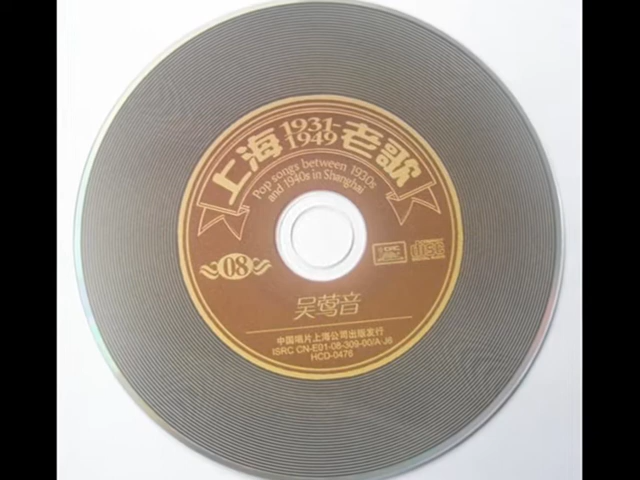 上海 1931-1949 老歌
Pop songs between 1930s
and 1940s in Shanghai
08
吴莺音
中国唱片上海公司出版发行
ISRC CN-E01-08-309-00/A·J6
HCD-0476